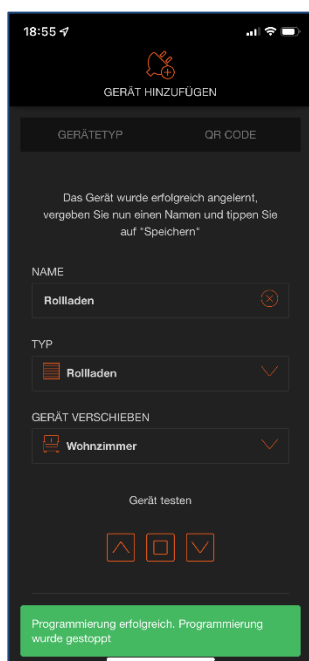 18:55
GERÄT HINZUFÜGEN
GERÄTETYP QR CODE
Das Gerät wurde erfolgreich angelernt,
vergeben Sie nun einen Namen und tippen Sie
auf "Speichern"
NAME
Rollladen
TYP
Rollladen
GERÄT VERSCHIEBEN
Wohnzimmer
Gerät testen
Programmierung erfolgreich. Programmierung
wurde gestoppt